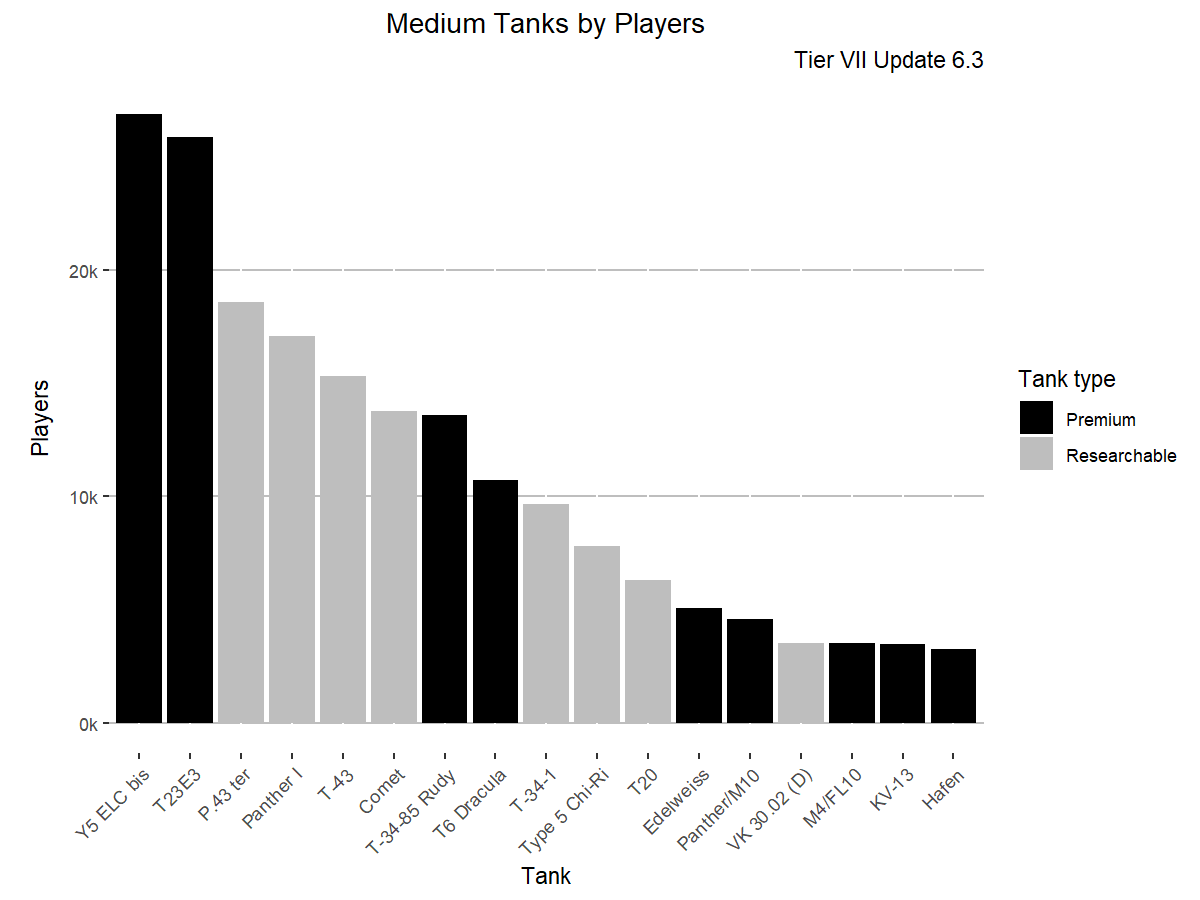 Medium Tanks by Players
Tier VII Update 6.3
Players
20k
10k
0k
Y5 ELC bis
T23E3
P.43 ter
Panther I
T-43
Comet
T-34-85 Rudy
T6 Dracula
T-34-1
Type 5 Chi-Ri
T20
Edelweiss
Panther/M10
VK 30.02 (D)
M4/FL10
KV-13
Hafen
Tank
Tank type
Premium
Researchable